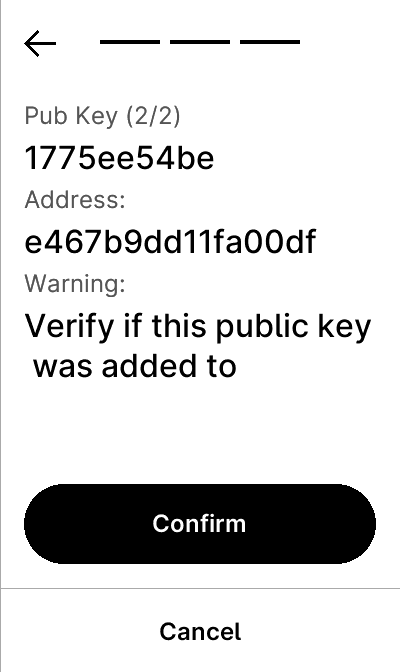 Pub Key (2/2)
1775ee54be
Address:
e467b9dd11fa00df
Warning:
Verify if this public key
was added to
Confirm
Cancel